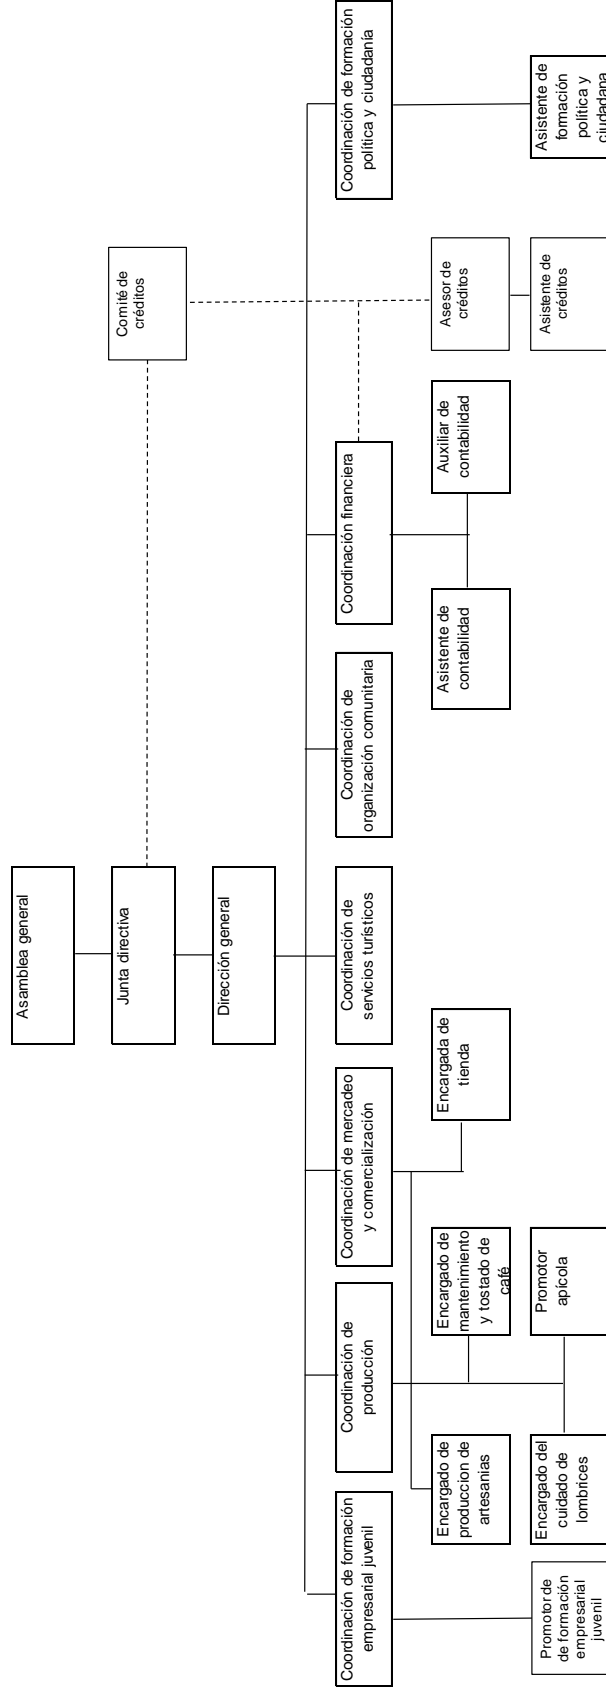 Asamblea general
Junta directiva
Dirección general
Comité de
créditos
Coordinación de formación
empresarial juvenil
Coordinación de
producción
Coordinación de mercadeo
y comercialización
Coordinación de
servicios turísticos
Coordinación de
organización comunitaria
Coordinación financiera
Coordinación de formación
política y ciudadanía
Encargado de
produccion de
artesanias
Encargado de
mantenimiento
y tostado de
café
Encargada de
tienda
Asistente de
contabilidad
Auxiliar de
contabilidad
Asesor de
créditos
Promotor de
de formación
empresarial
juvenil
Encargado del
cuidado de
lombrices
Promotor
apícola
Asistente de
créditos
Asistente de
formación
política y
ciudadana